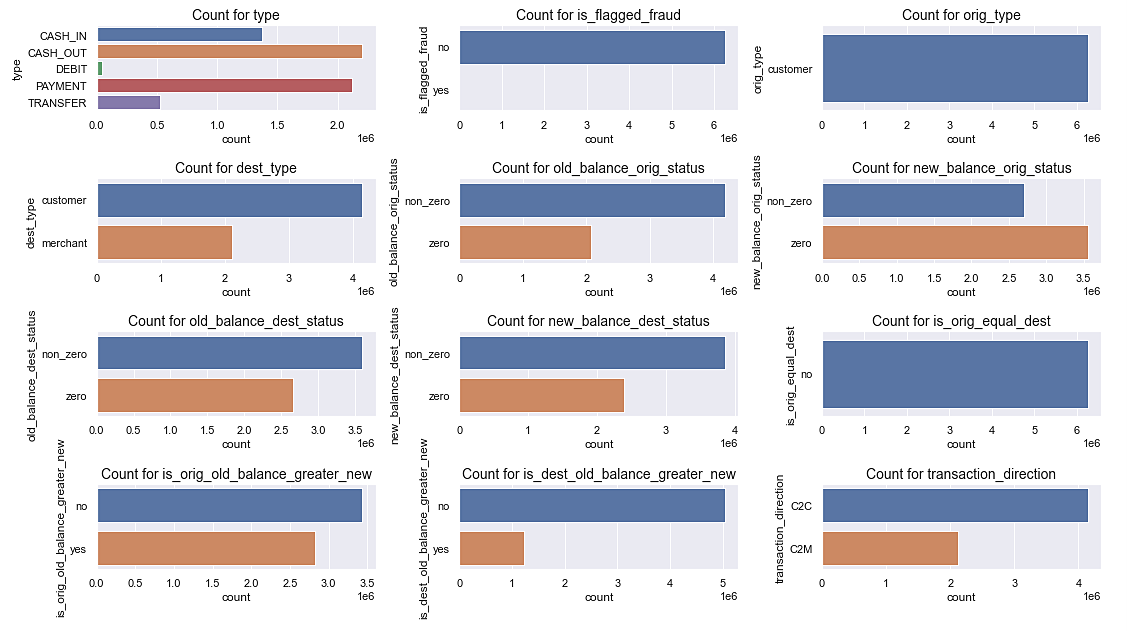 Count for type
type
CASH_IN
CASH_OUT
DEBIT
PAYMENT
TRANSFER
0.0 0.5 1.0 1.5 2.0
1e6
count
Count for is_flagged_fraud
is_flagged_fraud
no
yes
0 1 2 3 4 5 6
1e6
count
Count for orig_type
orig_type
customer
0 1 2 3 4 5 6
1e6
count
Count for dest_type
dest_type
customer
merchant
0 1 2 3 4
1e6
count
Count for old_balance_orig_status
old_balance_orig_status
non_zero
zero
0 1 2 3 4
1e6
count
Count for new_balance_orig_status
new_balance_orig_status
non_zero
zero
0.0 0.5 1.0 1.5 2.0 2.5 3.0 3.5
1e6
count
Count for old_balance_dest_status
old_balance_dest_status
non_zero
zero
0.0 0.5 1.0 1.5 2.0 2.5 3.0 3.5
1e6
count
Count for new_balance_dest_status
new_balance_dest_status
non_zero
zero
0 1 2 3 4
1e6
count
Count for is_orig_equal_dest
is_orig_equal_dest
no
0 1 2 3 4 5 6
1e6
count
Count for is_orig_old_balance_greater_new
is_orig_old_balance_greater_new
no
yes
0.0 0.5 1.0 1.5 2.0 2.5 3.0 3.5
1e6
count
Count for is_dest_old_balance_greater_new
is_dest_old_balance_greater_new
no
yes
0 1 2 3 4 5
1e6
count
Count for transaction_direction
transaction_direction
C2C
C2M
0 1 2 3 4
1e6
count